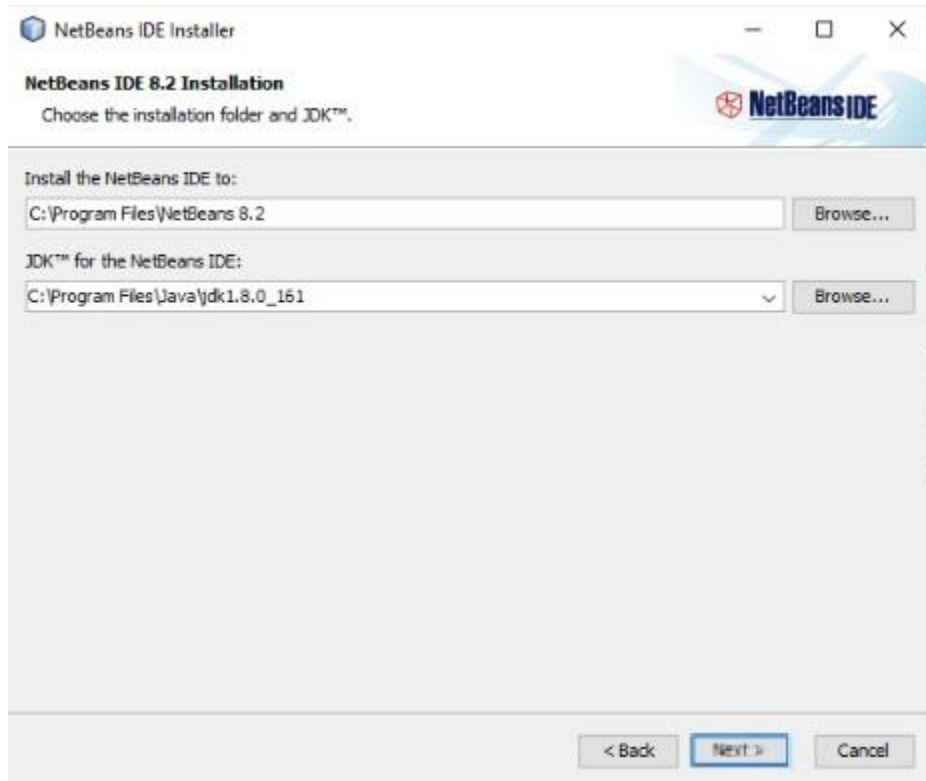 NetBeans IDE Installer
NetBeans IDE 8.2 Installation
Choose the installation folder and JDK™.
NetBeans IDE
Install the NetBeans IDE to:
C:\Program Files\NetBeans 8.2
Browse...
JDK™ for the NetBeans IDE:
C:\Program Files\Java\jdk1.8.0_161
Browse...
< Back
Next >
Cancel